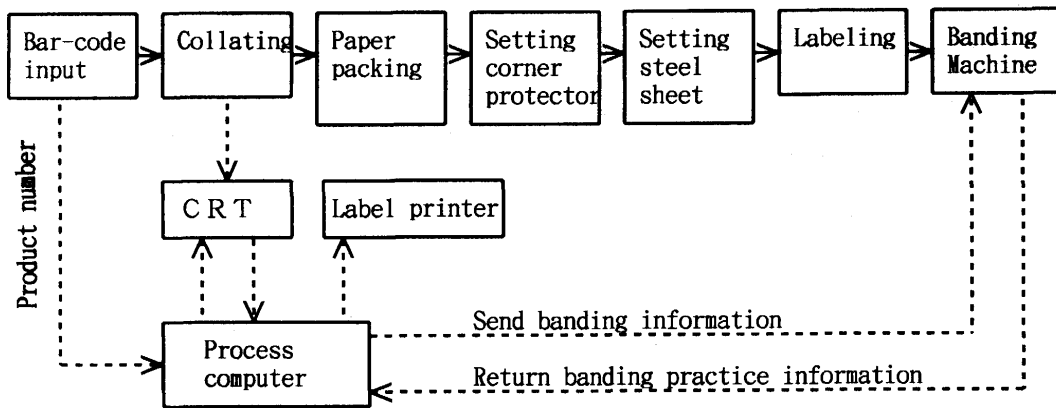 Bar-code
input
Collating
Paper
packing
Setting
corner
protector
Setting
steel
sheet
Labeling
Banding
Machine
Product number
CRT
Label printer
Send banding information
Process
computer
Return banding practice information